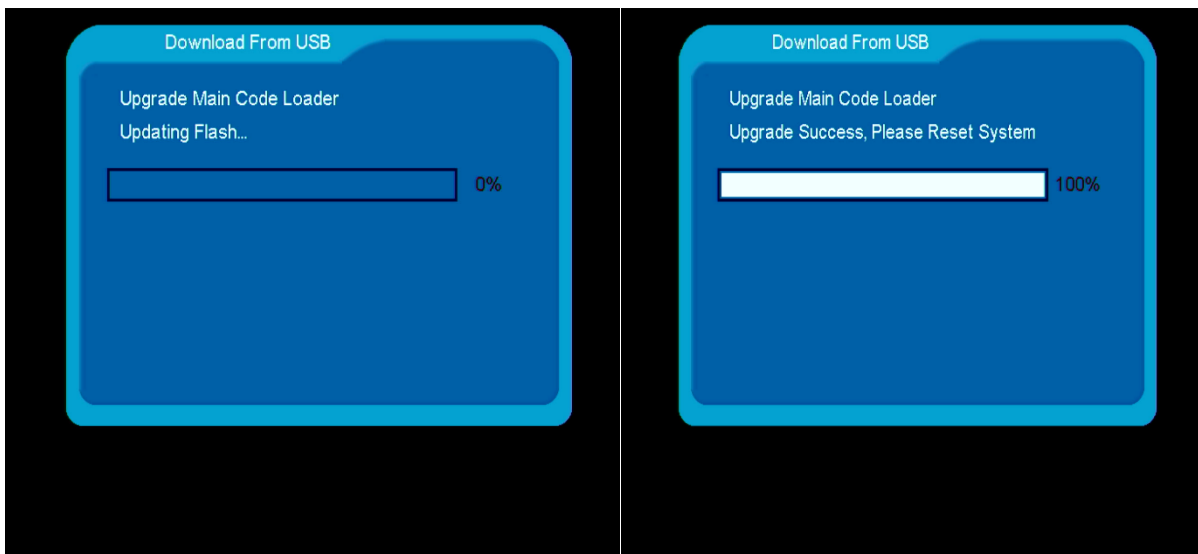 Download From USB
Upgrade Main Code Loader
Updating Flash...
0%
Download From USB
Upgrade Main Code Loader
Upgrade Success, Please Reset System
100%